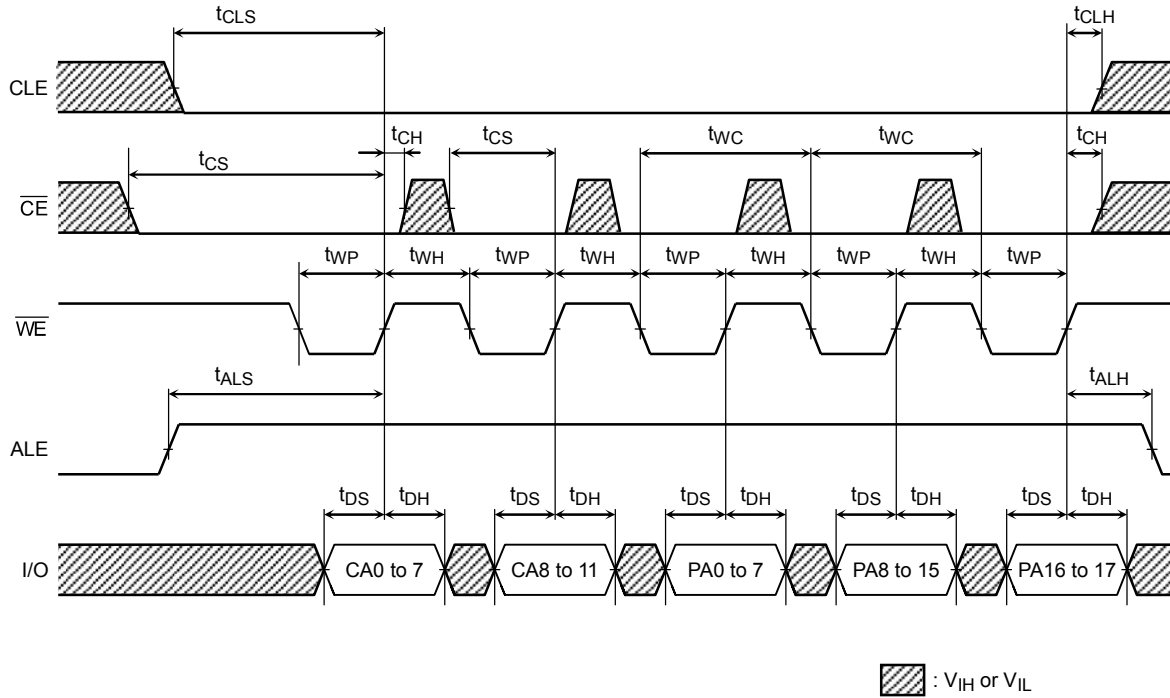 tCLS tCLH
CLE
tCH tCS tWC tWC tCH
tCS
CE
tWP tWH tWP tWH tWP tWH tWP tWH tWP
WE
tALS tALH
ALE
tDS tDH tDS tDH tDS tDH tDS tDH tDS tDH
I/O CA0 to 7 CA8 to 11 PA0 to 7 PA8 to 15 PA16 to 17
: VIH or VIL